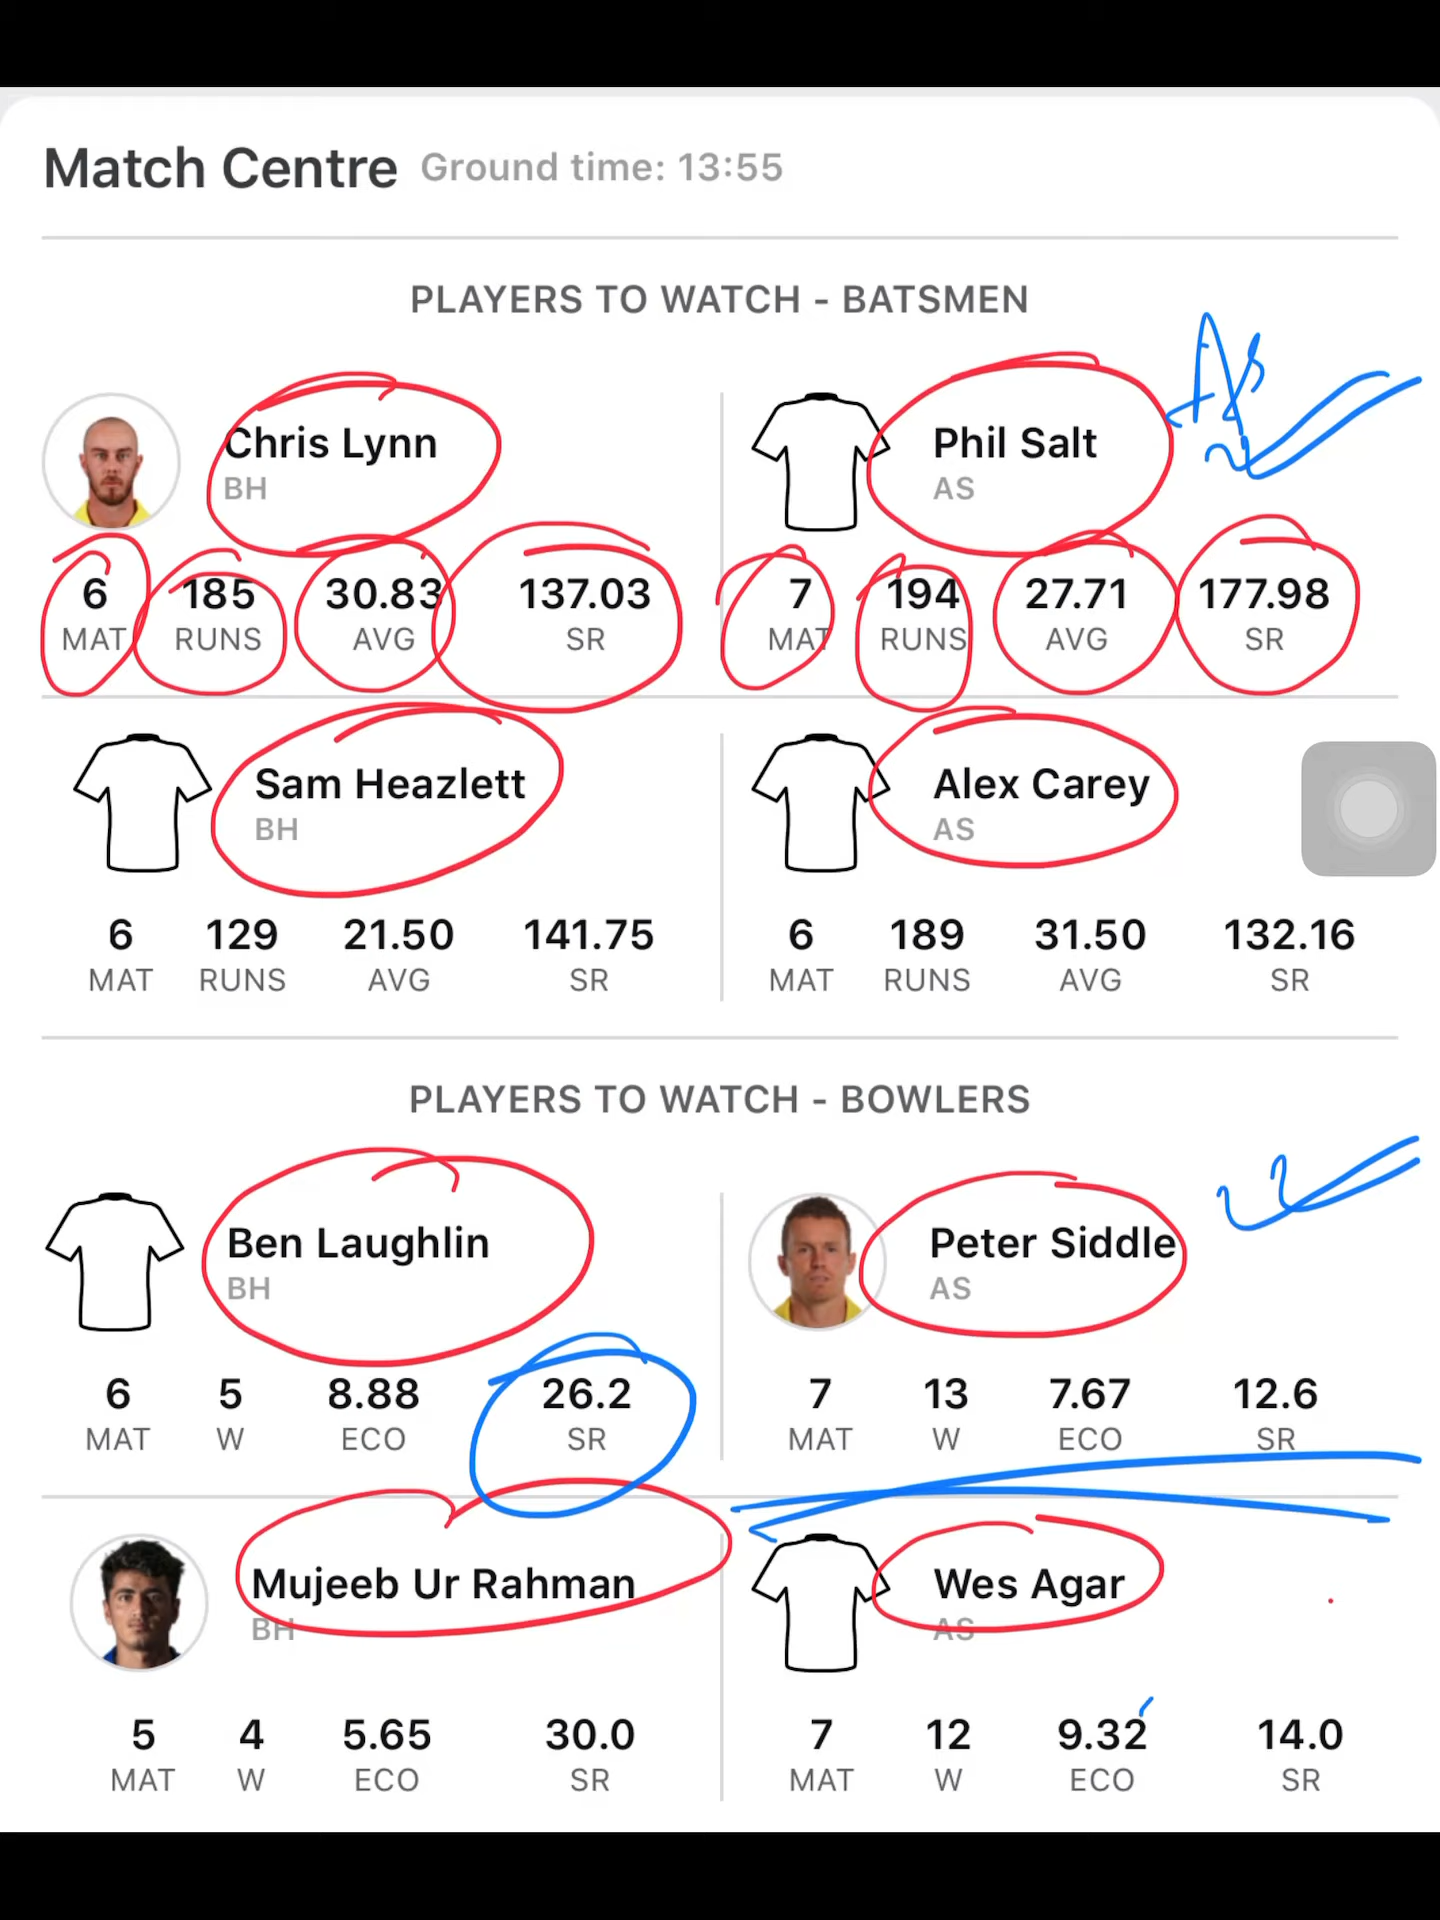 Match Centre Ground time: 13:55
PLAYERS TO WATCH - BATSMEN
As
Chris Lynn
BH
6 185 30.83 137.03
MAT RUNS AVG SR
Phil Salt
AS
7 194 27.71 177.98
MAT RUNS AVG SR
Sam Heazlett
BH
6 129 21.50 141.75
MAT RUNS AVG SR
Alex Carey
AS
6 189 31.50 132.16
MAT RUNS AVG SR
PLAYERS TO WATCH - BOWLERS
Ben Laughlin
BH
6 5 8.88 26.2
MAT W ECO SR
Peter Siddle
AS
7 13 7.67 12.6
MAT W ECO SR
Mujeeb Ur Rahman
BH
5 4 5.65 30.0
MAT W ECO SR
Wes Agar
AS
7 12 9.32 14.0
MAT W ECO SR